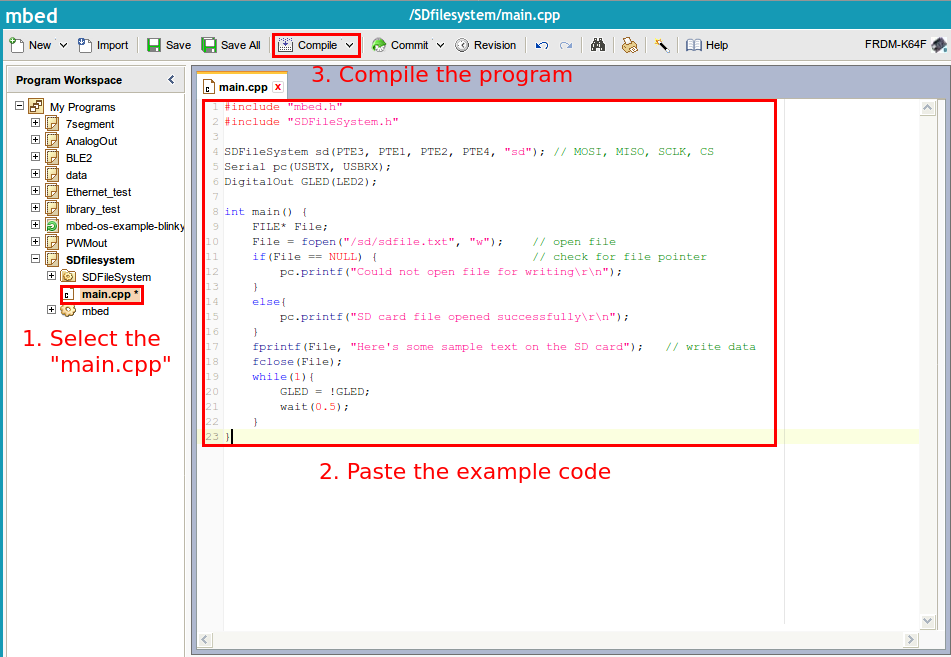 mbed
/SDfilesystem/main.cpp
New Import Save Save All Compile Commit Revision Help FRDM-K64F
Program Workspace
My Programs
7segment
AnalogOut
BLE2
data
Ethernet_test
library_test
mbed-os-example-blinky
PWMout
SDfilesystem
SDFileSystem
main.cpp *
mbed
1. Select the
"main.cpp"
main.cpp x
3. Compile the program
1 #include "mbed.h"
2 #include "SDFileSystem.h"
3
4 SDFileSystem sd(PTE3, PTE1, PTE2, PTE4, "sd"); // MOSI, MISO, SCLK, CS
5 Serial pc(USBTX, USBRX);
6 DigitalOut GLED(LED2);
7
8 int main() {
9 FILE* File;
10 File = fopen("/sd/sdfile.txt", "w"); // open file
11 if(File == NULL) { // check for file pointer
12 pc.printf("Could not open file for writing\r\n");
13 }
14 else{
15 pc.printf("SD card file opened successfully\r\n");
16 }
17 fprintf(File, "Here's some sample text on the SD card"); // write data
18 fclose(File);
19 while(1){
20 GLED = !GLED;
21 wait(0.5);
22 }
23 }
2. Paste the example code